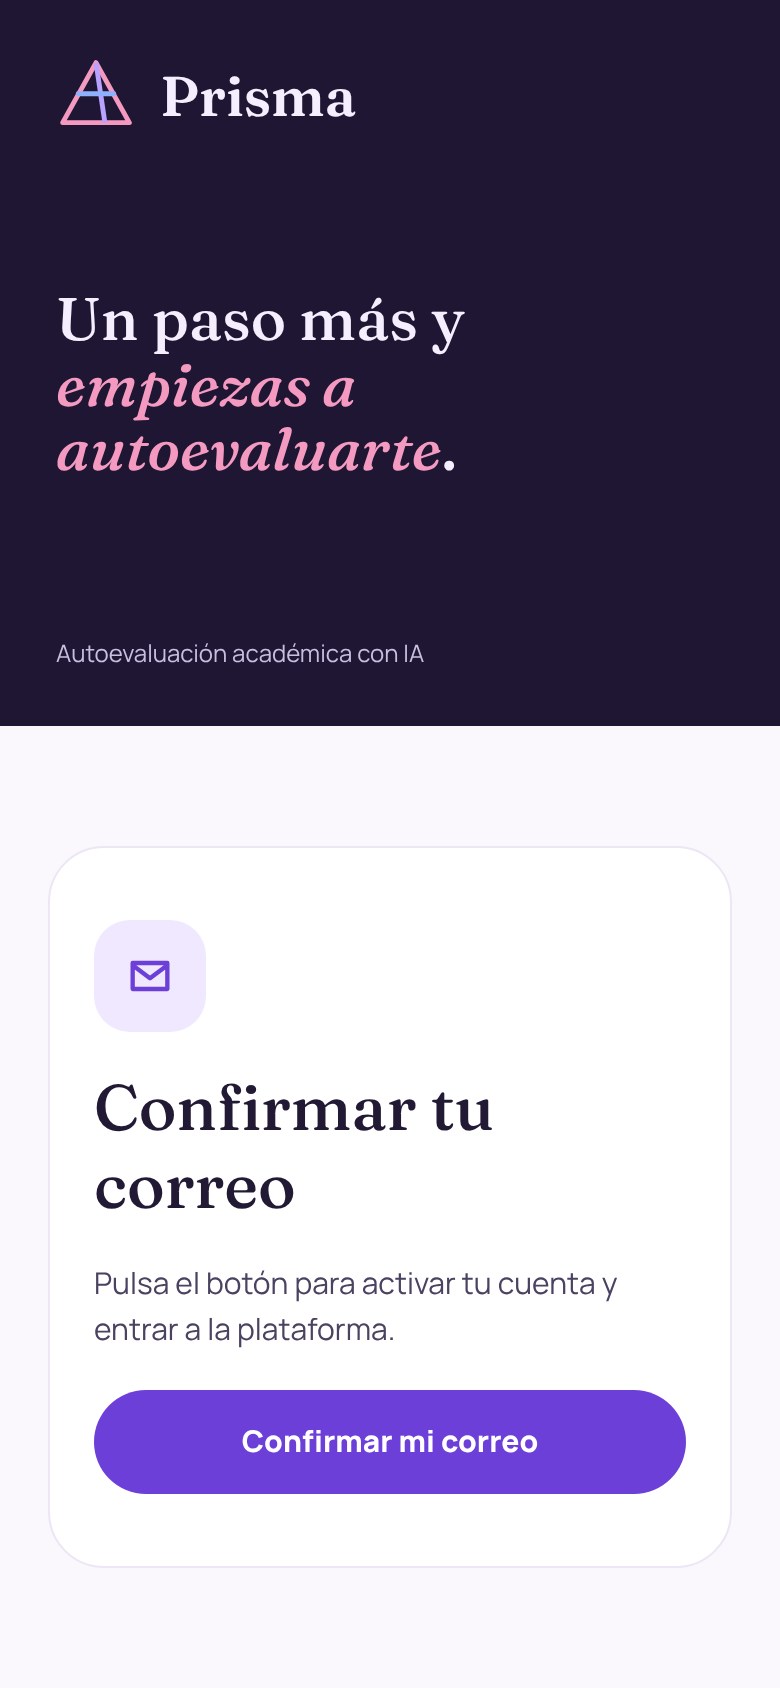 Prisma
Un paso más y
empiezas a
autoevaluarte.
Autoevaluación académica con IA
Confirmar tu
correo
Pulsa el botón para activar tu cuenta y
entrar a la plataforma.
Confirmar mi correo